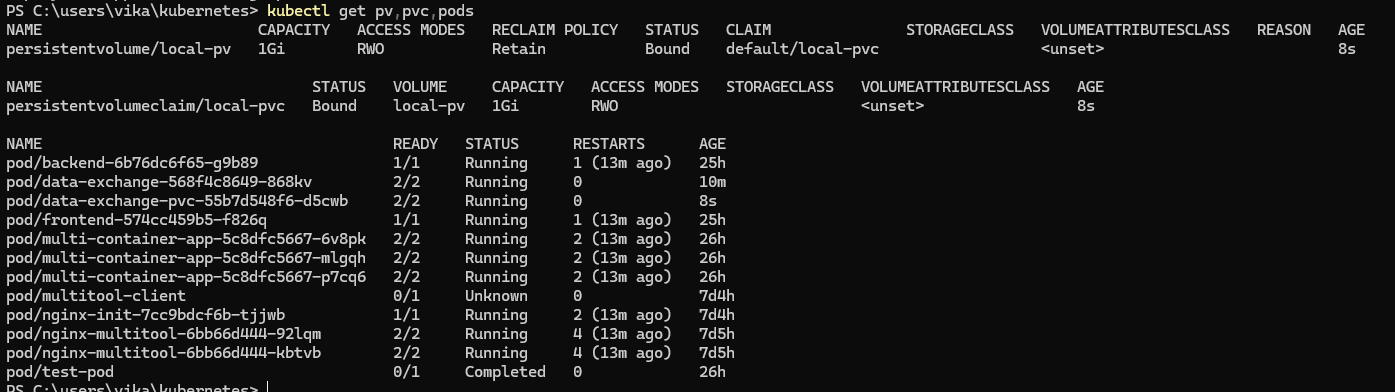 PS C:\users\vika\kubernetes> kubectl get pv,pvc,pods
NAME CAPACITY ACCESS MODES RECLAIM POLICY STATUS CLAIM STORAGECLASS VOLUMEATTRIBUTESCLASS REASON AGE
persistentvolume/local-pv 1Gi RWO Retain Bound default/local-pvc <unset> 8s
NAME STATUS VOLUME CAPACITY ACCESS MODES STORAGECLASS VOLUMEATTRIBUTESCLASS AGE
persistentvolumeclaim/local-pvc Bound local-pv 1Gi RWO <unset> 8s
NAME READY STATUS RESTARTS AGE
pod/backend-6b76dc6f65-g9b89 1/1 Running 1 (13m ago) 25h
pod/data-exchange-568f4c8649-868kv 2/2 Running 0 10m
pod/data-exchange-pvc-55b7d548f6-d5cwb 2/2 Running 0 8s
pod/frontend-574cc459b5-f826q 1/1 Running 1 (13m ago) 25h
pod/multi-container-app-5c8dfc5667-6v8pk 2/2 Running 2 (13m ago) 26h
pod/multi-container-app-5c8dfc5667-mlgqh 2/2 Running 2 (13m ago) 26h
pod/multi-container-app-5c8dfc5667-p7cq6 2/2 Running 2 (13m ago) 26h
pod/multitool-client 0/1 Unknown 0 7d4h
pod/nginx-init-7cc9bdcf6b-tjjwb 1/1 Running 2 (13m ago) 7d4h
pod/nginx-multitool-6bb66d444-92lqm 2/2 Running 4 (13m ago) 7d5h
pod/nginx-multitool-6bb66d444-kbtvb 2/2 Running 4 (13m ago) 7d5h
pod/test-pod 0/1 Completed 0 26h
PS C:\users\vika\kubernetes>